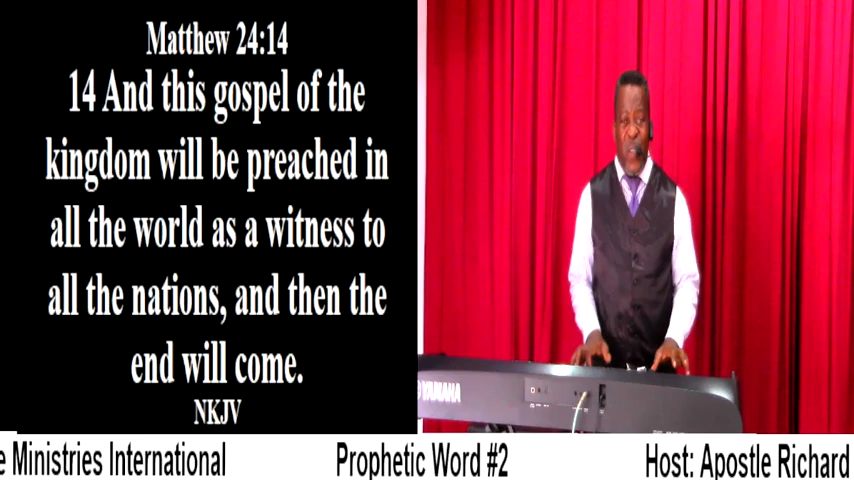 Matthew 24:14
14 And this gospel of the
kingdom will be preached in
all the world as a witness to
all the nations, and then the
end will come.
NKJV
YAMAHA
e Ministries International Prophetic Word #2 Host: Apostle Richard